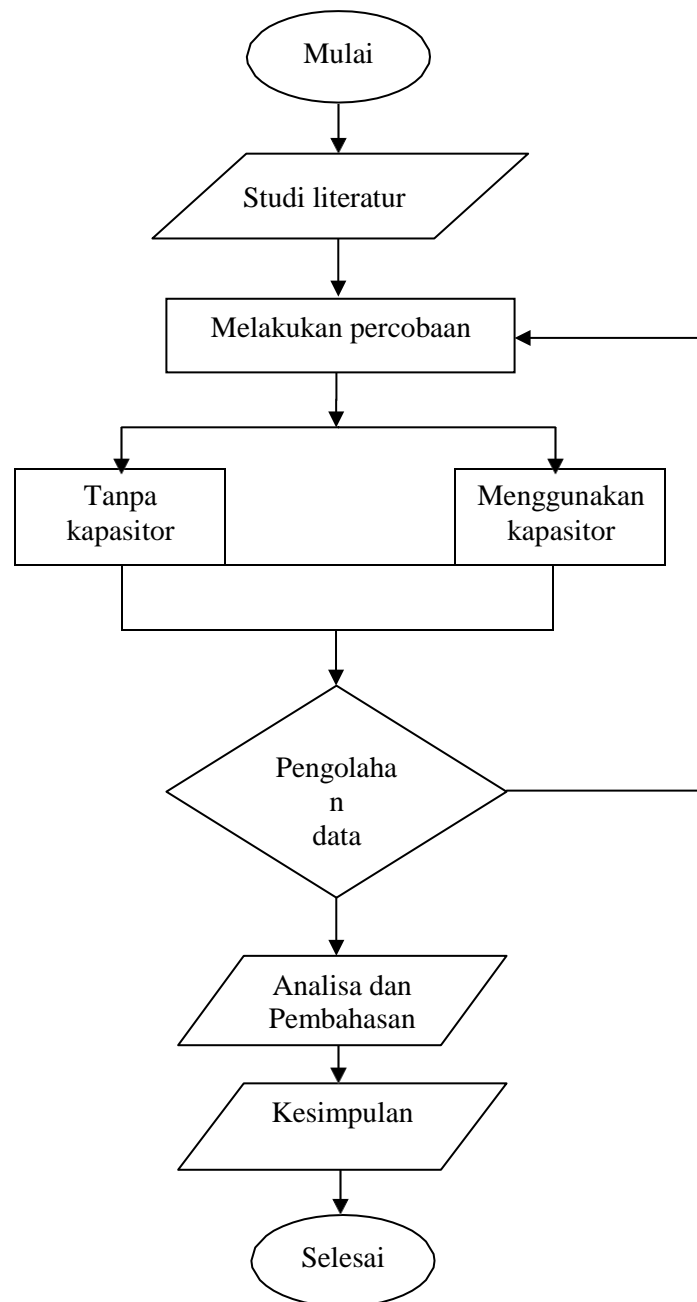 Mulai
Studi literatur
Melakukan percobaan
Tanpa
kapasitor
Menggunakan
kapasitor
Pengolaha
n
data
Analisa dan
Pembahasan
Kesimpulan
Selesai